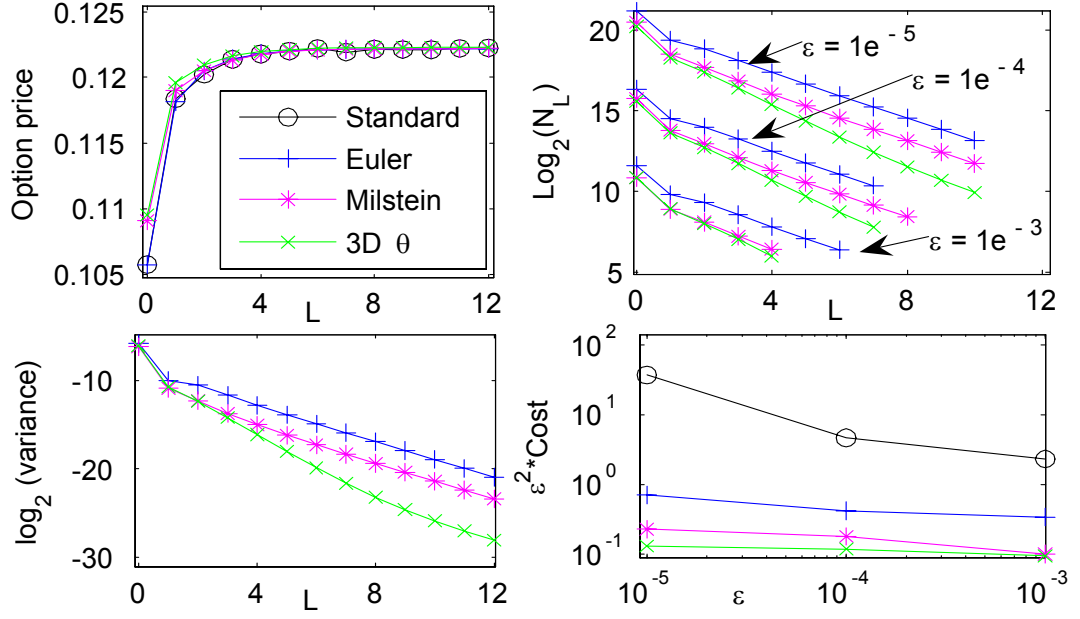 Option price
0.12
0.115
0.11
0.105
Standard
Euler
Milstein
3D θ
0 4 8 12
L
Log2(NL)
20
15
10
5
ε = 1e -5
ε = 1e -4
ε = 1e -3
0 4 8 12
L
log2 (variance)
-10
-20
-30
0 4 8 12
L
ε2*Cost
10 2
10 1
10 0
10 -1
10 -5 10 -4 10 -3
ε